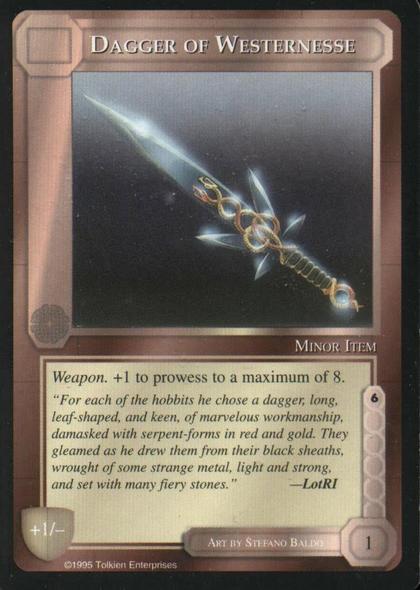 Dagger of Westernesse
Minor Item
Weapon. +1 to prowess to a maximum of 8.
“For each of the hobbits he chose a dagger, long,
leaf-shaped, and keen, of marvelous workmanship,
damasked with serpent-forms in red and gold. They
gleamed as he drew them from their black sheaths,
wrought of some strange metal, light and strong,
and set with many fiery stones.” —LotRI
6
+1/–
Art by Stefano Baldo
1
©1995 Tolkien Enterprises